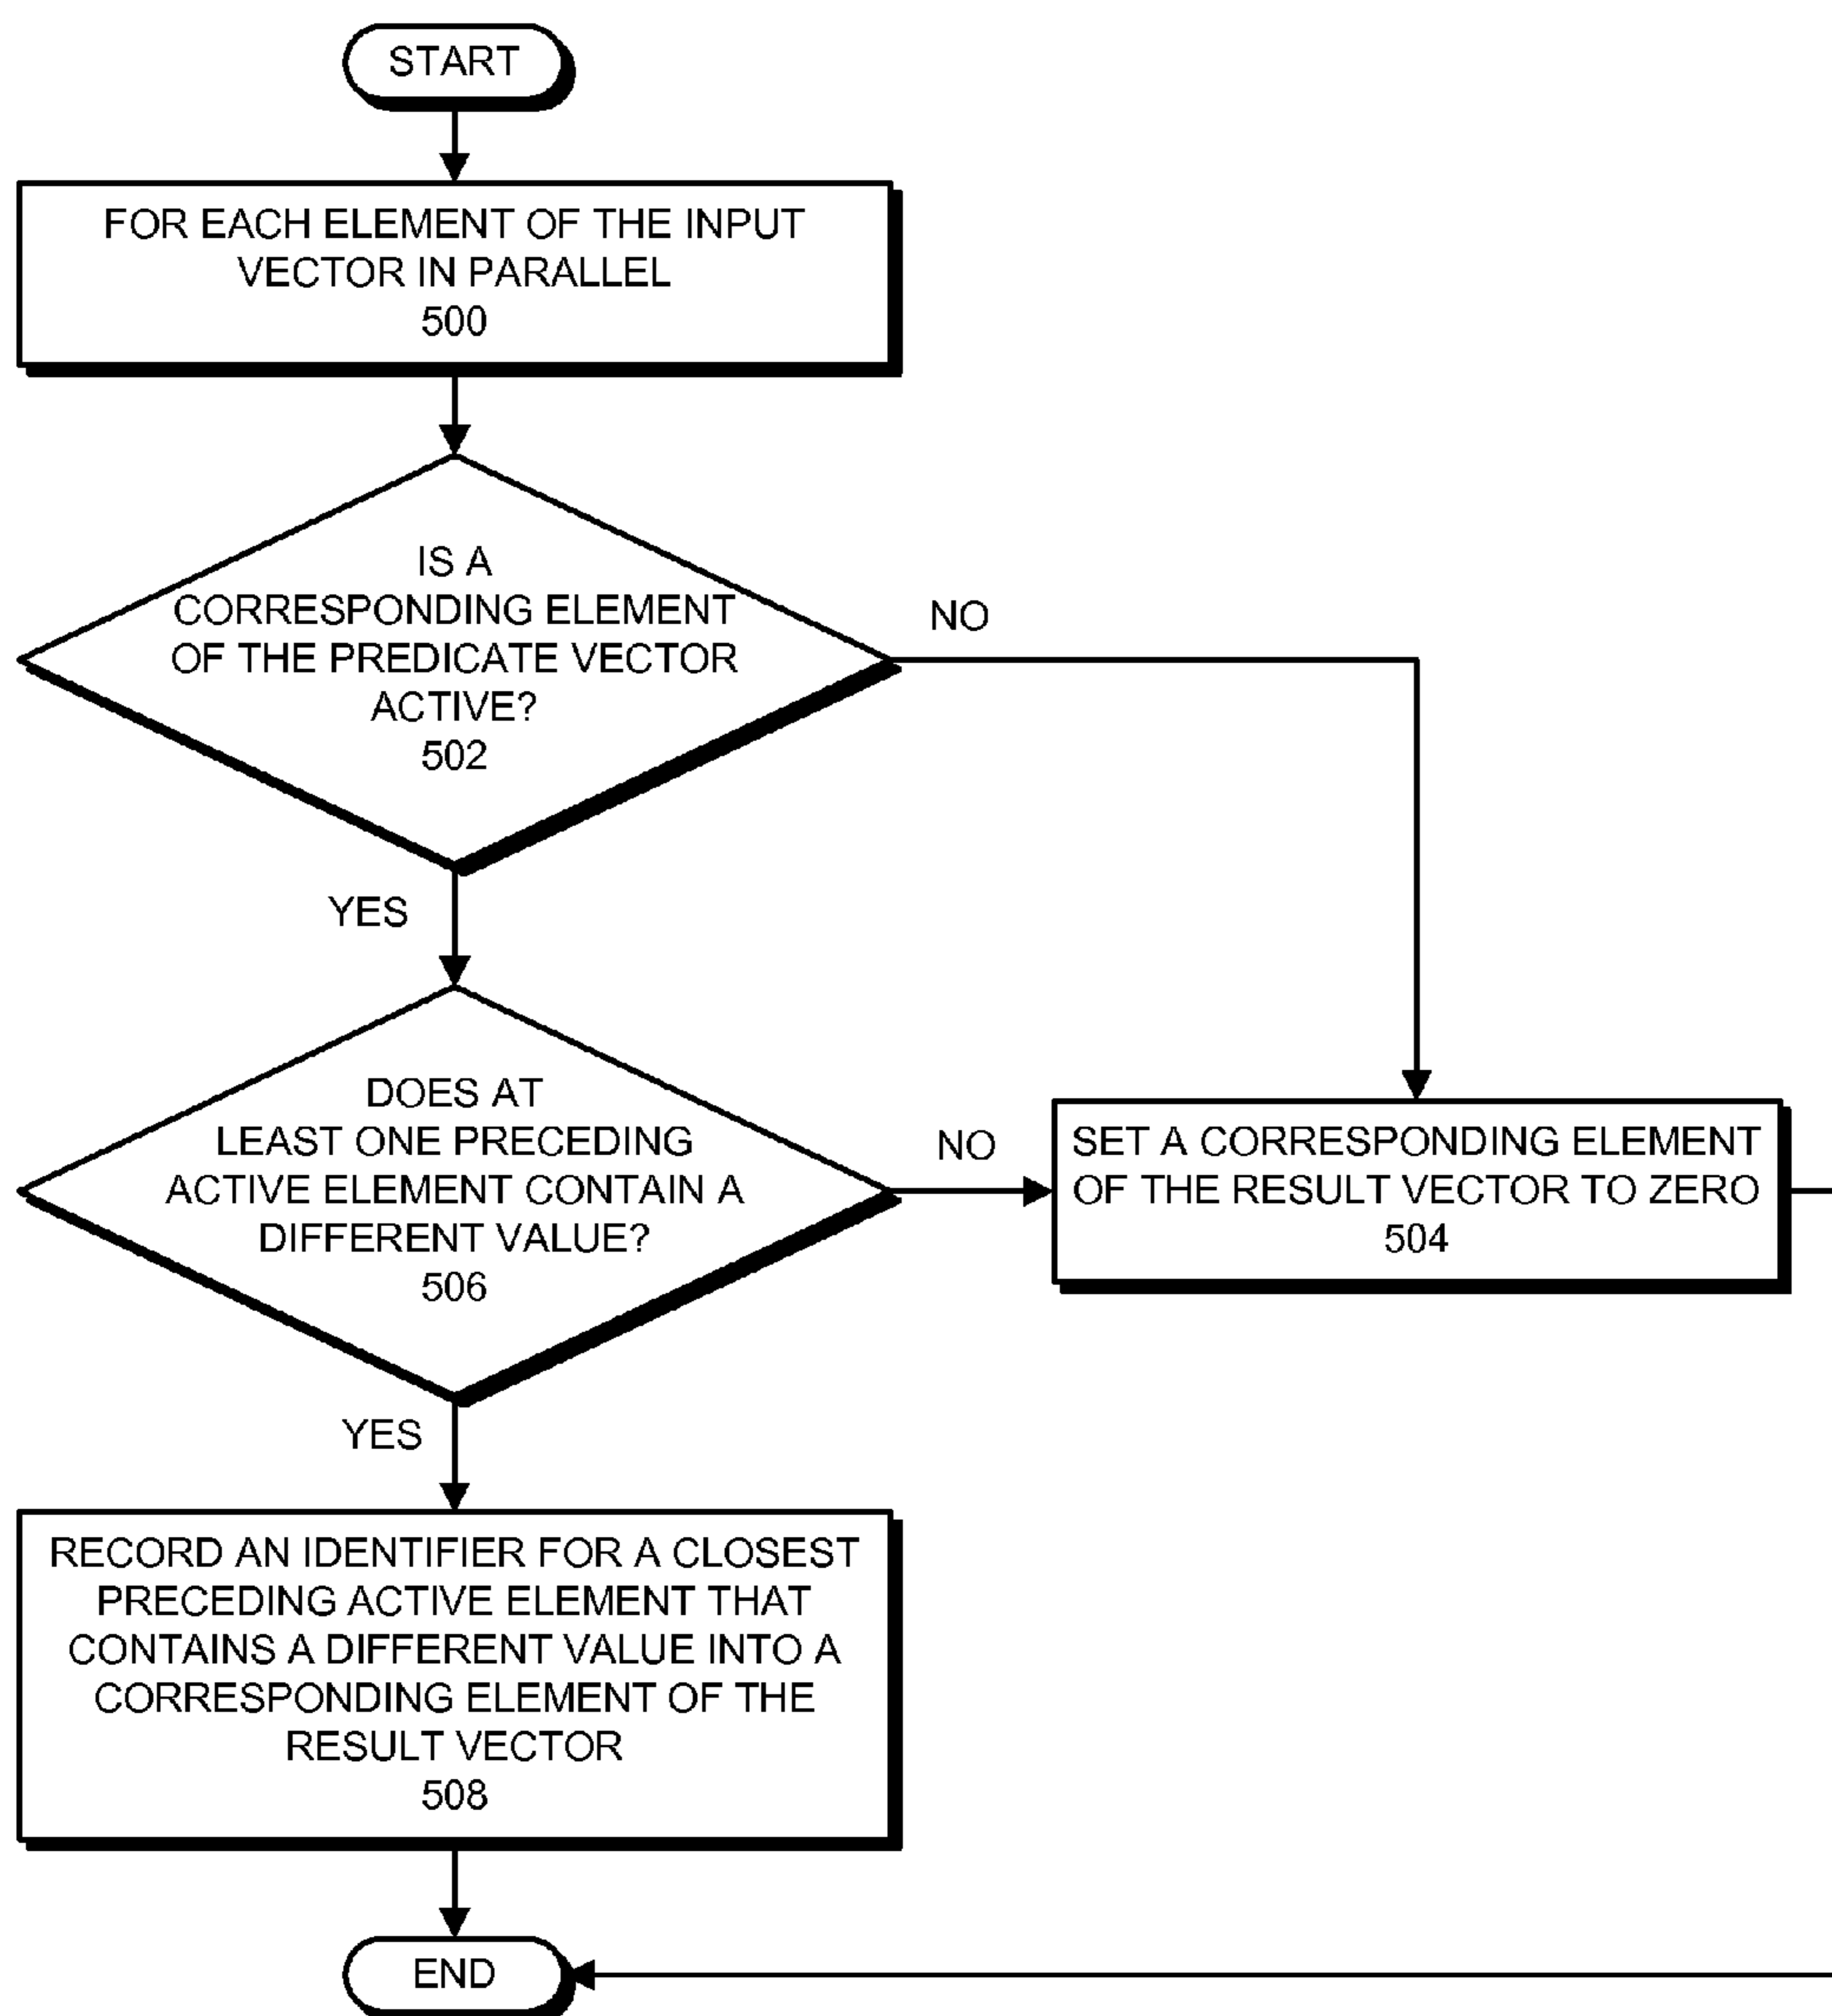 START
FOR EACH ELEMENT OF THE INPUT
VECTOR IN PARALLEL
500
IS A
CORRESPONDING ELEMENT
OF THE PREDICATE VECTOR
ACTIVE?
502
NO
YES
DOES AT
LEAST ONE PRECEDING
ACTIVE ELEMENT CONTAIN A
DIFFERENT VALUE?
506
NO
SET A CORRESPONDING ELEMENT
OF THE RESULT VECTOR TO ZERO
504
YES
RECORD AN IDENTIFIER FOR A CLOSEST
PRECEDING ACTIVE ELEMENT THAT
CONTAINS A DIFFERENT VALUE INTO A
CORRESPONDING ELEMENT OF THE
RESULT VECTOR
508
END